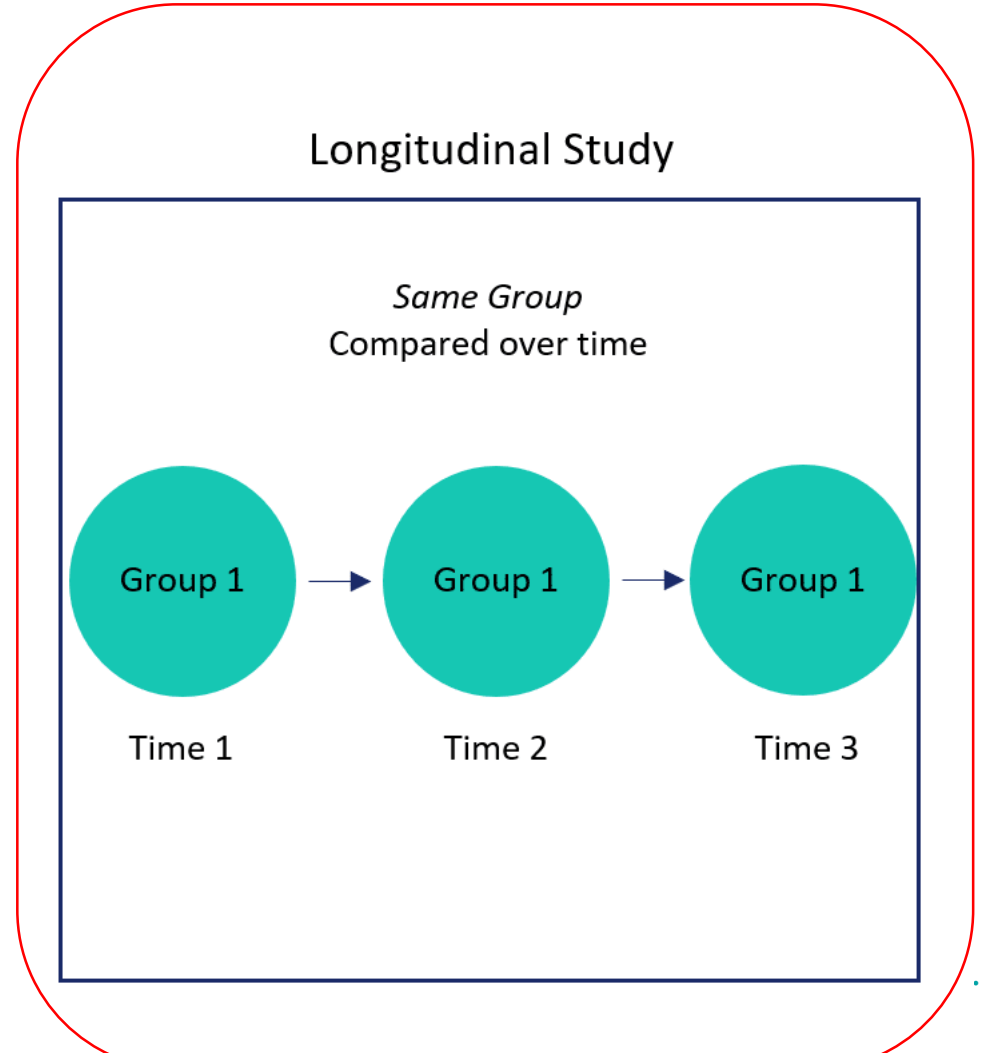 Longitudinal Study
Same Group
Compared over time
Group 1
Group 1
Group 1
Time 1
Time 2
Time 3